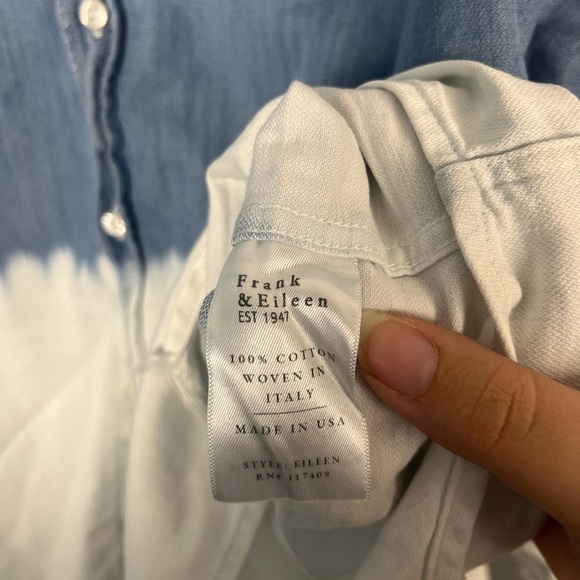 Frank
& Eileen
EST 1947
100% COTTON
WOVEN IN
ITALY
MADE IN USA
STYLE: EILEEN
RN# 117409